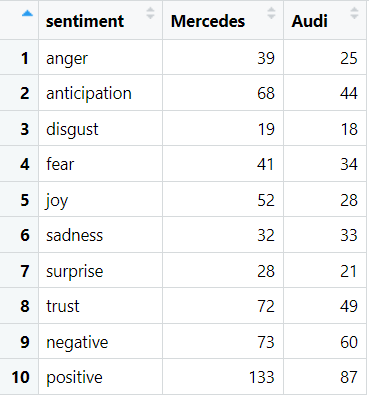 sentiment Mercedes Audi
1 anger 39 25
2 anticipation 68 44
3 disgust 19 18
4 fear 41 34
5 joy 52 28
6 sadness 32 33
7 surprise 28 21
8 trust 72 49
9 negative 73 60
10 positive 133 87